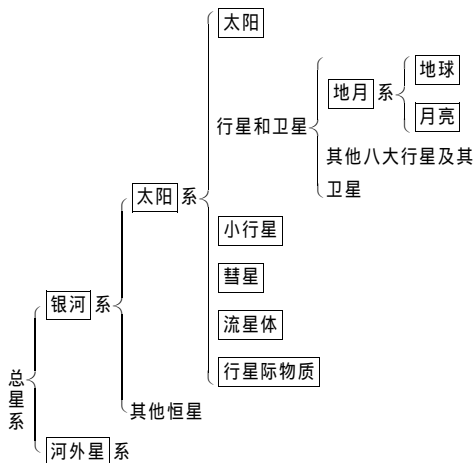 太阳
地球
地月 系
行星和卫星
月亮
其他八大行星及其
卫星
太阳 系
小行星
彗星
银河 系
流星体
总星系
行星际物质
其他恒星
河外星 系